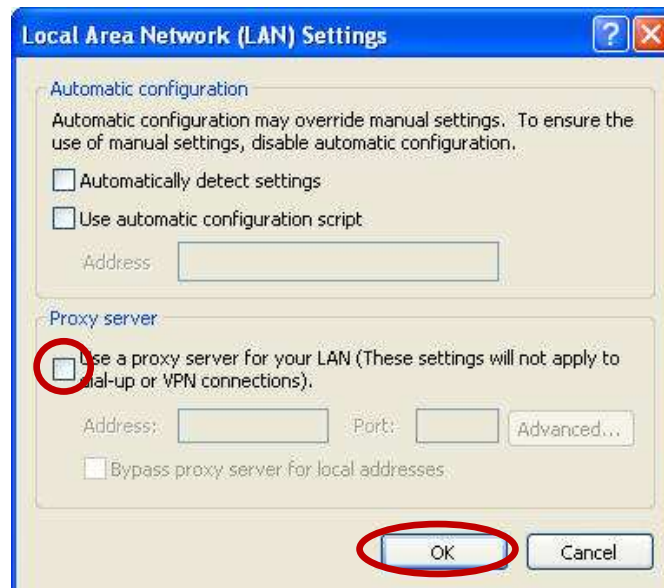 Local Area Network (LAN) Settings
Automatic configuration
Automatic configuration may override manual settings. To ensure the
use of manual settings, disable automatic configuration.
Automatically detect settings
Use automatic configuration script
Address
Proxy server
Use a proxy server for your LAN (These settings will not apply to
dial-up or VPN connections).
Address: Port: Advanced...
Bypass proxy server for local addresses
OK Cancel